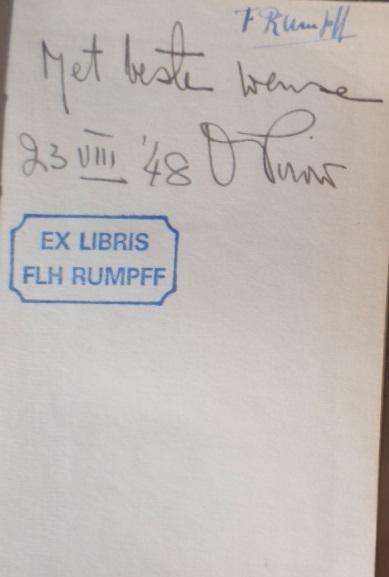 F Rumpff
Met beste wense
23 VIII '48
EX LIBRIS
FLH RUMPFF